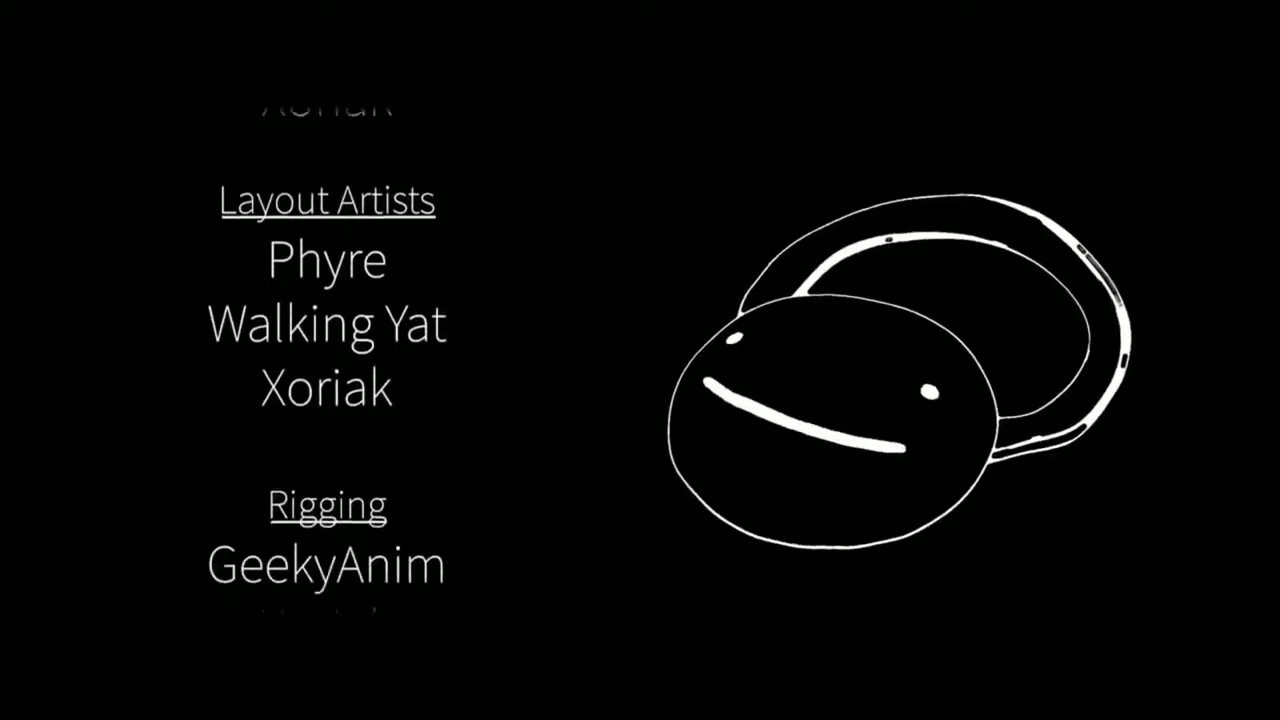 Layout Artists
Phyre
Walking Yat
Xoriak
Rigging
GeekyAnim